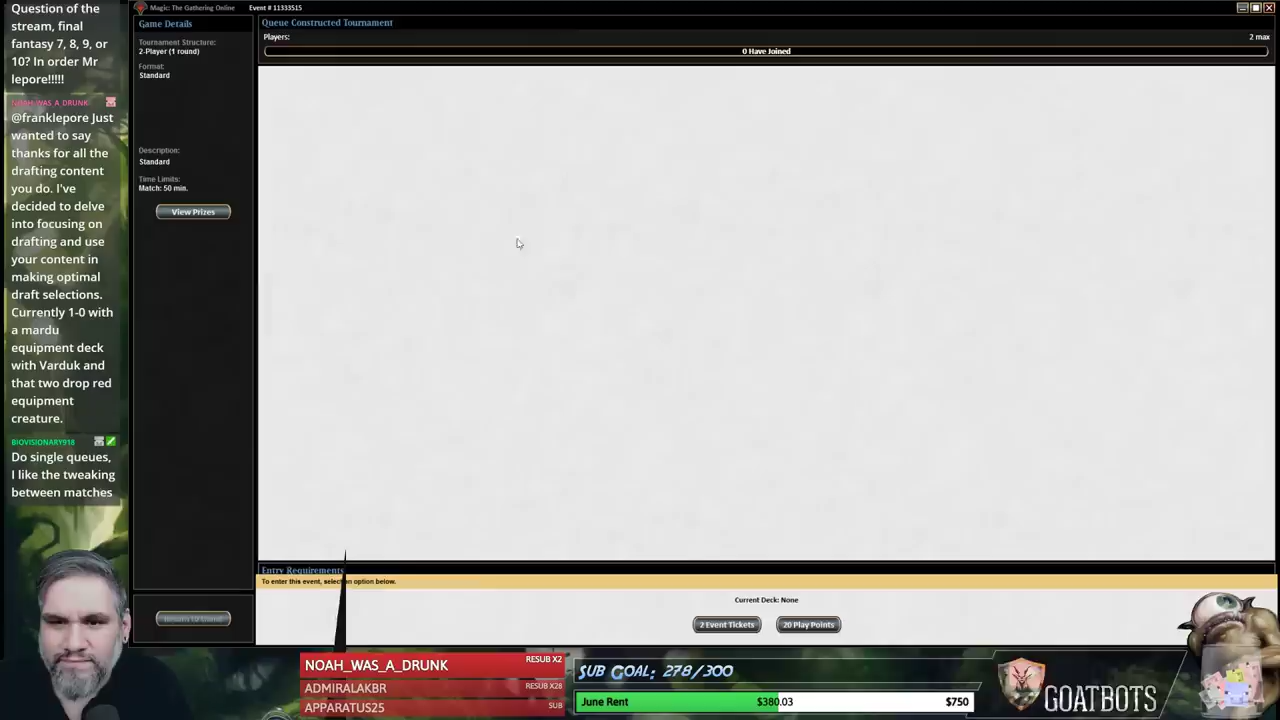 Question of the
stream, final
fantasy 7, 8, 9, or
10? In order Mr
lepore!!!!!
NOAH_WAS_A_DRUNK
@franklepore Just
wanted to say
thanks for all the
drafting content
you do. I've
decided to delve
into focusing on
drafting and use
your content in
making optimal
draft selections.
Currently 1-0 with
a mardu
equipment deck
with Varduk and
that two drop red
equipment
creature.
BIOVISIONARY918
Do single queues,
I like the tweaking
between matches
Magic: The Gathering Online
Event # 11333515
Game Details
Tournament Structure:
2-Player (1 round)
Format:
Standard
Description:
Standard
Time Limits:
Match: 50 min.
View Prizes
Queue Constructed Tournament
Players:
2 max
0 Have Joined
Entry Requirements
To enter this event, select an option below.
Current Deck: None
2 Event Tickets
20 Play Points
NOAH_WAS_A_DRUNK RESUB X2
ADMIRALAKBR RESUB X28
APPARATUS25 SUB
SUB GOAL: 278/300
June Rent $380.03 $750
GOATBOTS